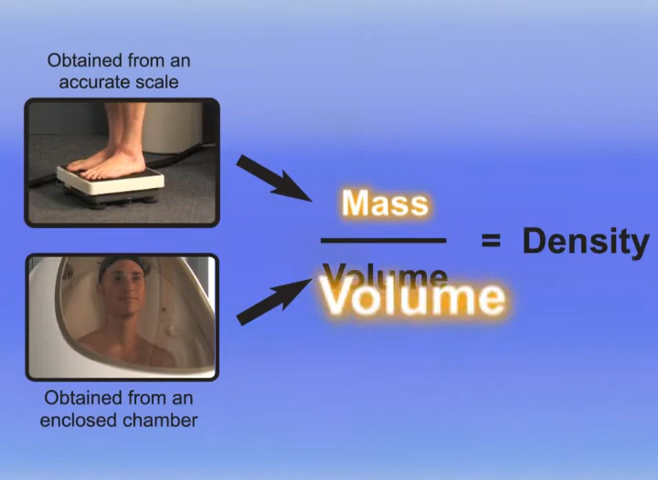 Obtained from an
accurate scale
Mass
= Density
Volume
Volume
Obtained from an
enclosed chamber